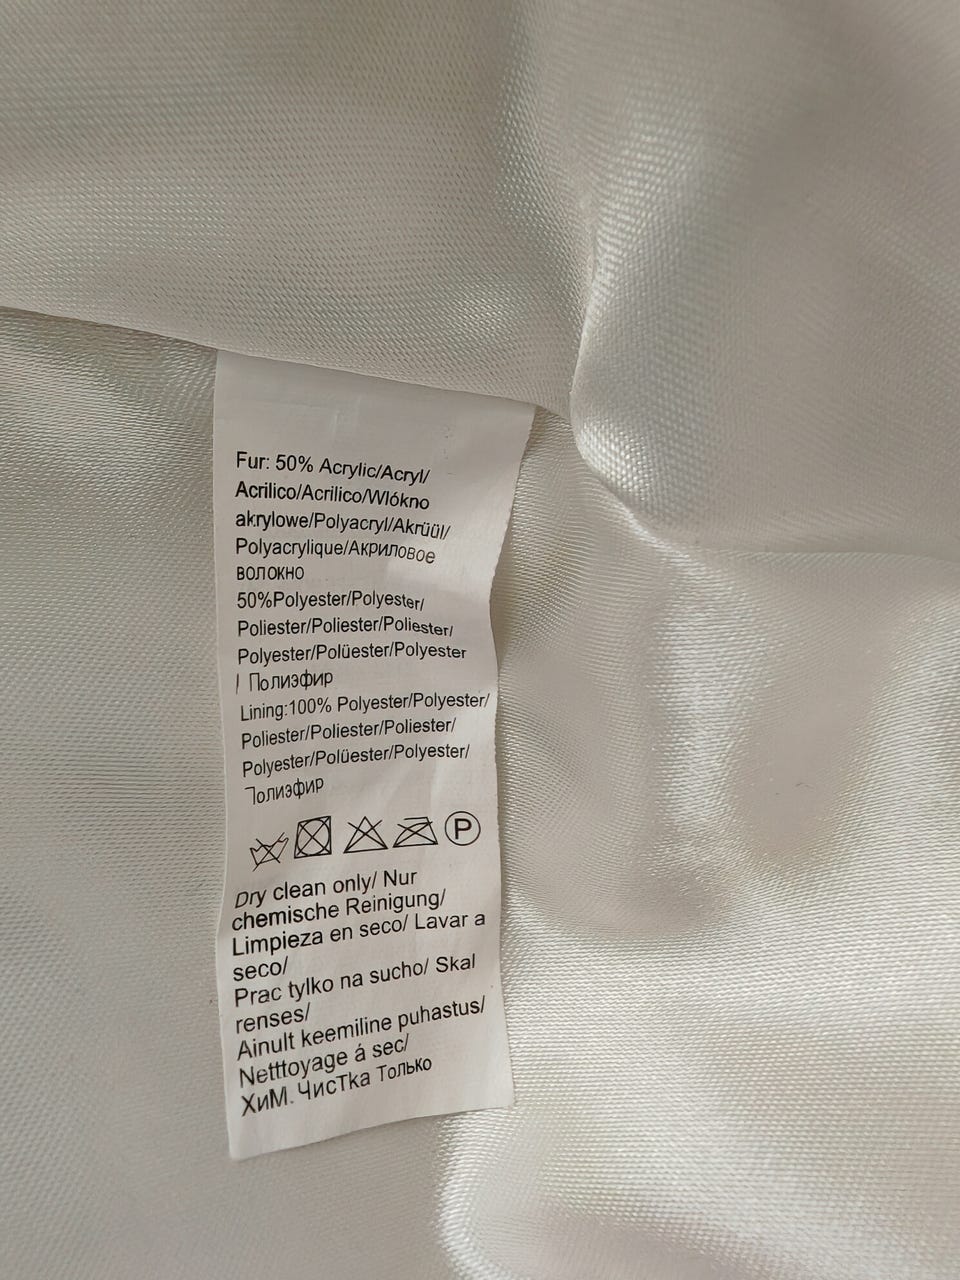 Fur: 50% Acrylic/Acryl/
Acrilico/Acrilico/Wlókno
akrylowe/Polyacryl/Akrüül/
Polyacrylique/Акриловое
волокно
50%Polyester/Polyester/
Poliester/Poliester/Poliester/
Polyester/Polüester/Polyester
/ Полиэфир
Lining:100% Polyester/Polyester/
Poliester/Poliester/Poliester/
Polyester/Polüester/Polyester/
Полиэфир
P
Dry clean only/ Nur
chemische Reinigung/
Limpieza en seco/ Lavar a
seco/
Prac tylko na sucho/ Skal
renses/
Ainult keemiline puhastus/
Netttoyage á sec/
ХиМ. ЧисТка Только